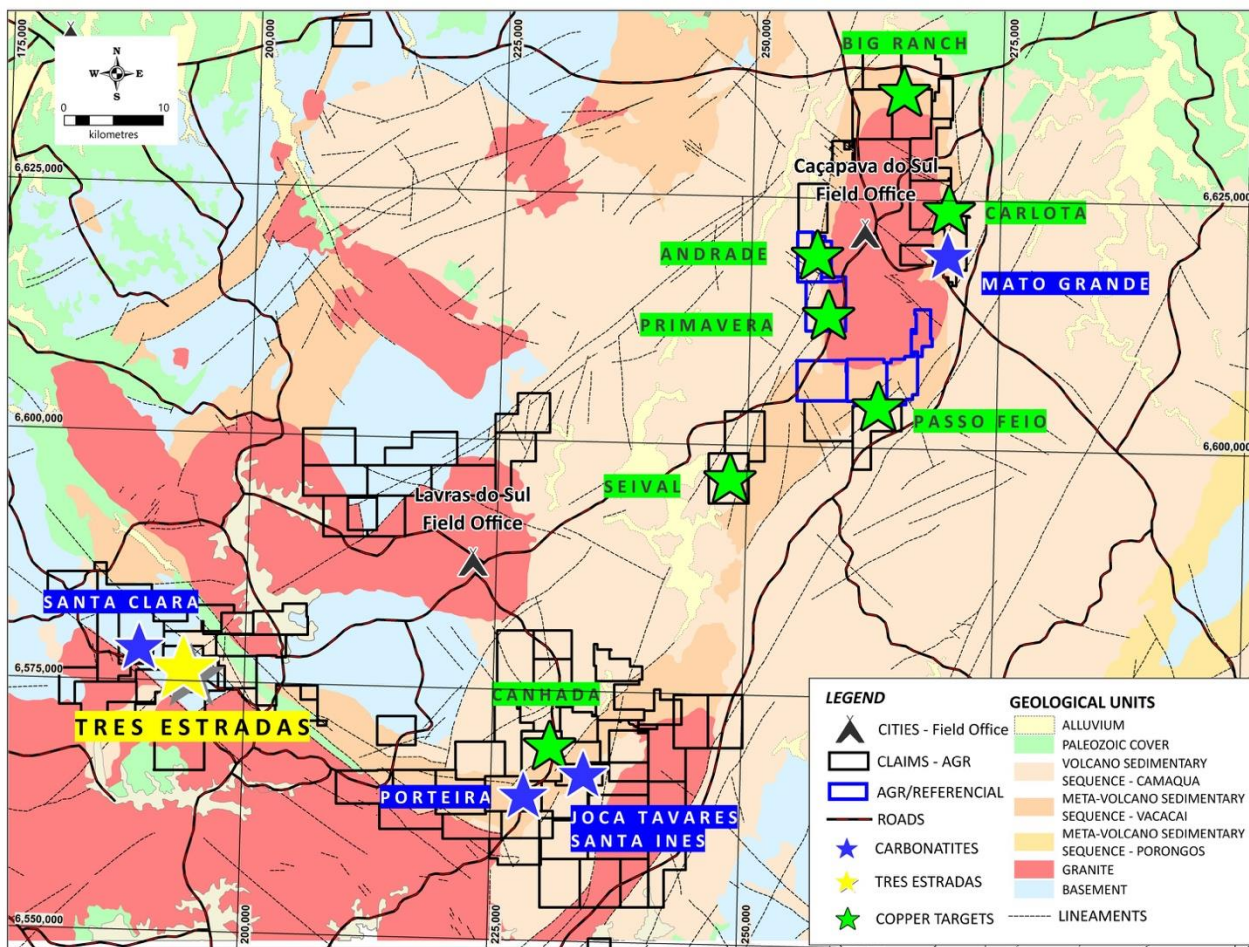 175,000
200,000
225,000
250,000
275,000
N
W E
S
0 10
kilometres
BIG RANCH
Caçapava do Sul
Field Office
6,625,000
6,625,000
CARLOTA
ANDRADE
MATO GRANDE
PRIMAVERA
6,600,000
PASSO FEIO
6,600,000
SEIVAL
Lavras do Sul
Field Office
SANTA CLARA
6,575,000
TRES ESTRADAS
CANHADA
PORTEIRA
JOCA TAVARES
SANTA INES
6,550,000
200,000
225,000
250,000
LEGEND
CITIES - Field Office
CLAIMS - AGR
AGR/REFERENCIAL
ROADS
CARBONATITES
TRES ESTRADAS
COPPER TARGETS
GEOLOGICAL UNITS
ALLUVIUM
PALEOZOIC COVER
VOLCANO SEDIMENTARY
SEQUENCE - CAMAQUA
META-VOLCANO SEDIMENTARY
SEQUENCE - VACACAI
META-VOLCANO SEDIMENTARY
SEQUENCE - PORONGOS
GRANITE
BASEMENT
LINEAMENTS